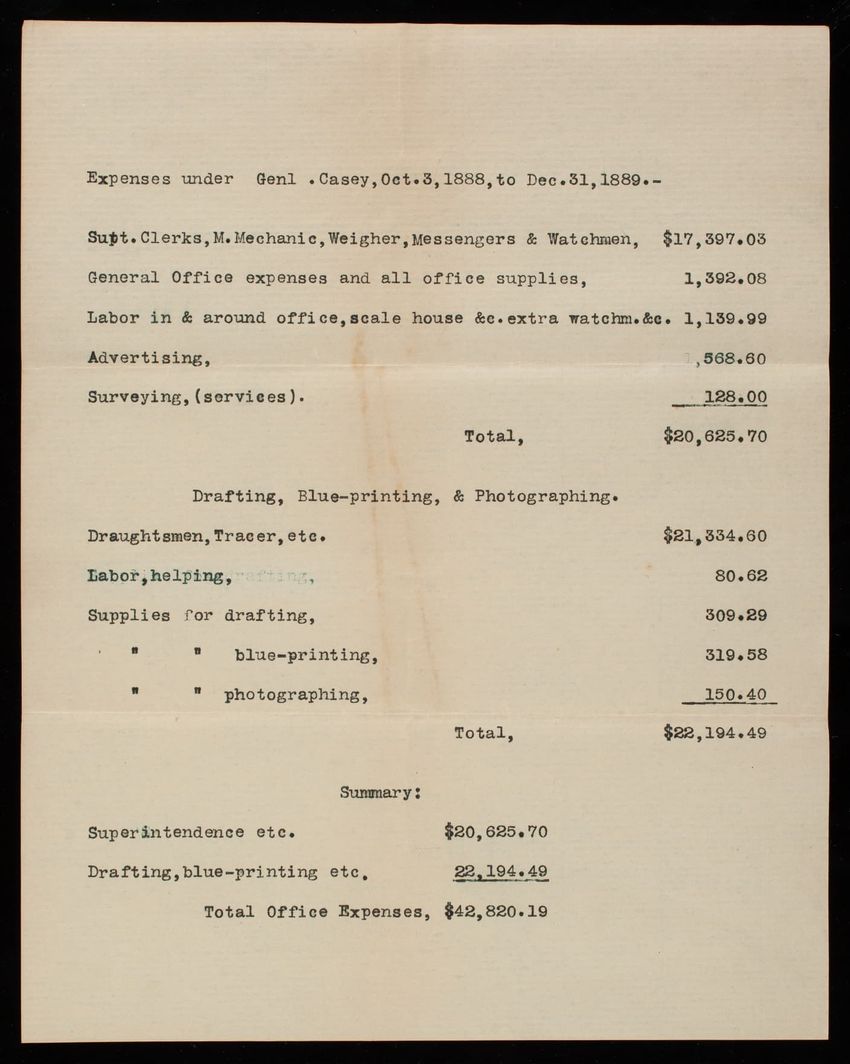 Expenses under Genl .Casey,Oct.3,1888,to Dec.31,1889.-
Supt.Clerks,M.Mechanic,Weigher,Messengers & Watchmen, $17,397.03
General Office expenses and all office supplies, 1,392.08
Labor in & around office,scale house &c.extra watchm.&c. 1,139.99
Advertising, ,568.60
Surveying,(services). 128.00
Total, $20,625.70
Drafting, Blue-printing, & Photographing.
Draughtsmen,Tracer,etc. $21,334.60
Labor,helping, 80.62
Supplies for drafting, 309.29
" " blue-printing, 319.58
" " photographing, 150.40
Total, $22,194.49
Summary:
Superintendence etc. $20,625.70
Drafting,blue-printing etc. 22,194.49
Total Office Expenses, $42,820.19